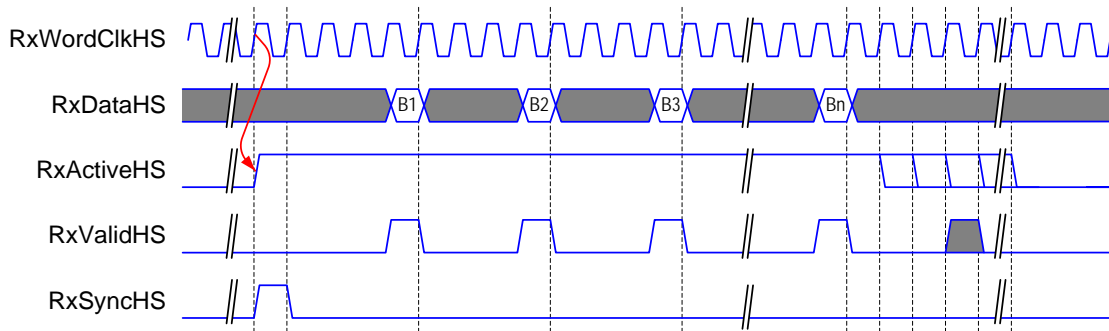 RxWordClkHS
RxDataHS
B1 B2 B3 Bn
RxActiveHS
RxValidHS
RxSyncHS